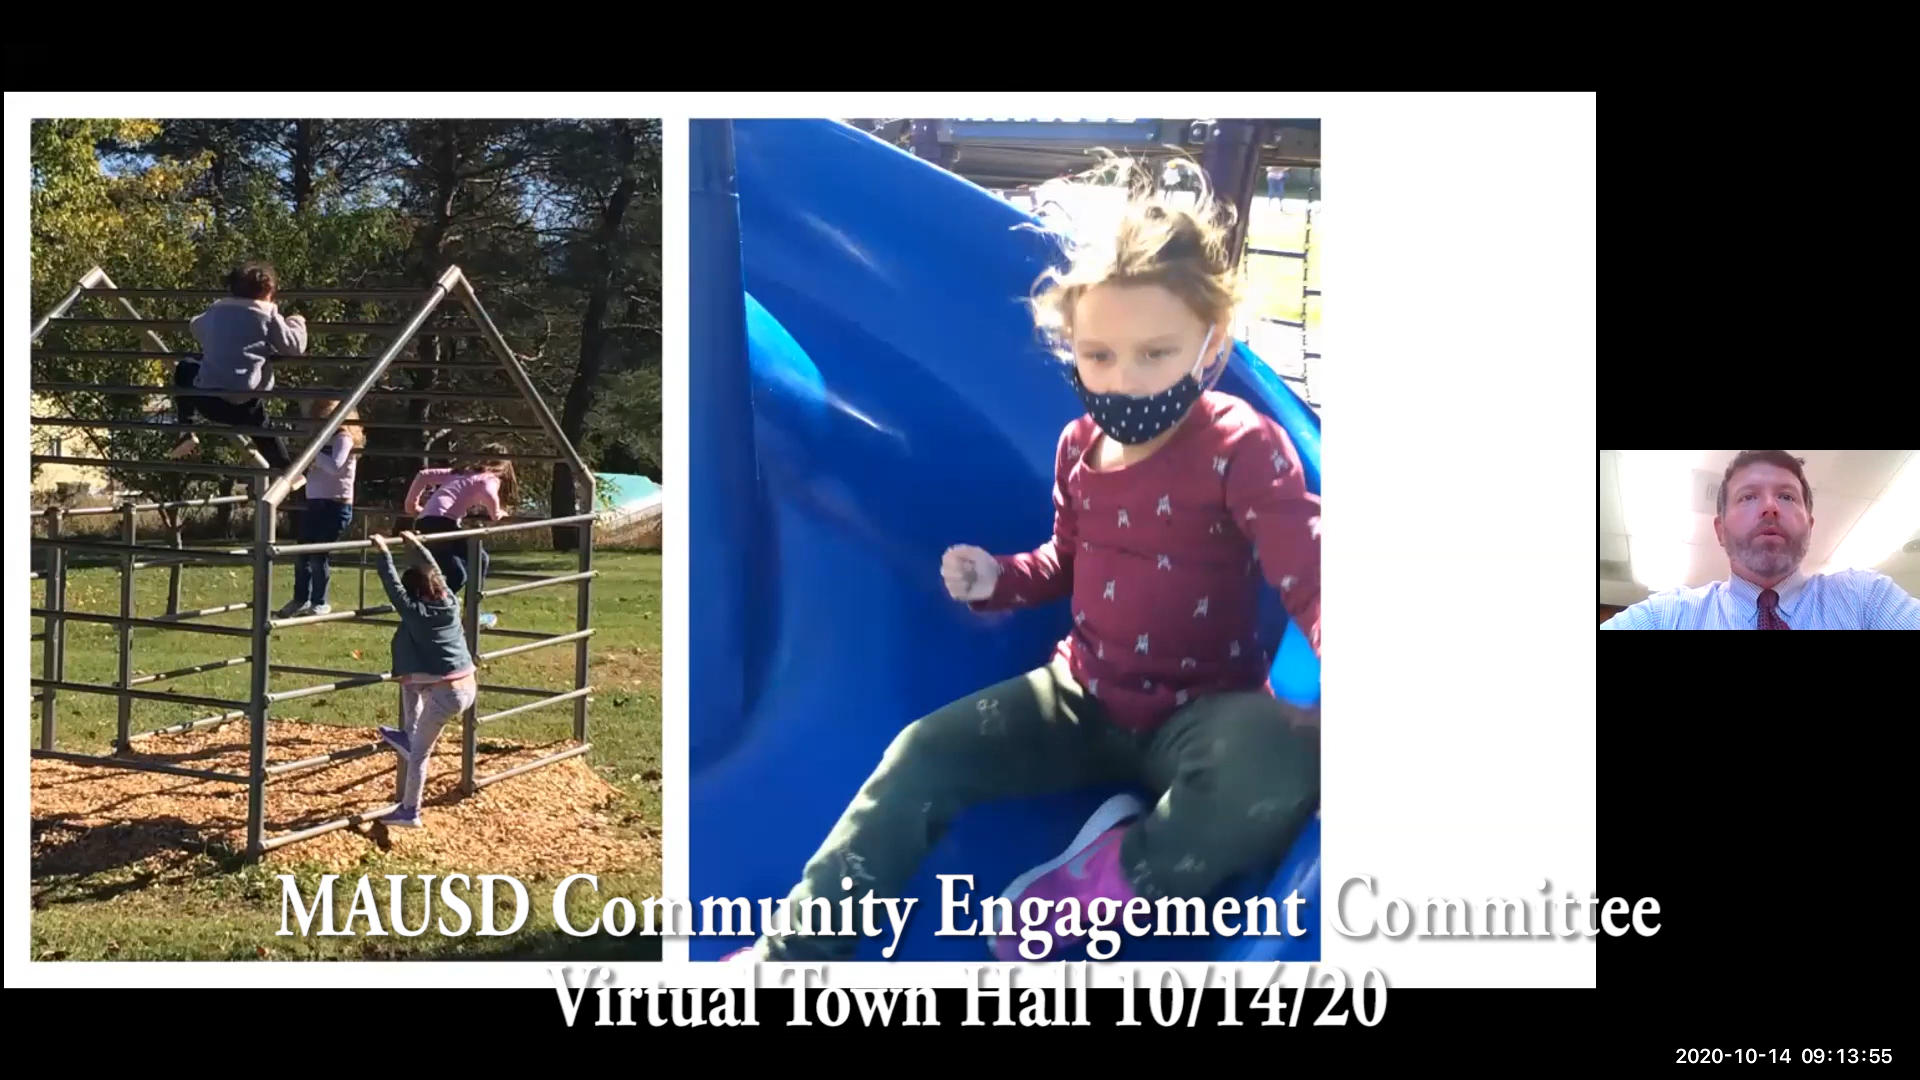 MAUSD Community Engagement Committee
Virtual Town Hall 10/14/20
2020-10-14 09:13:55